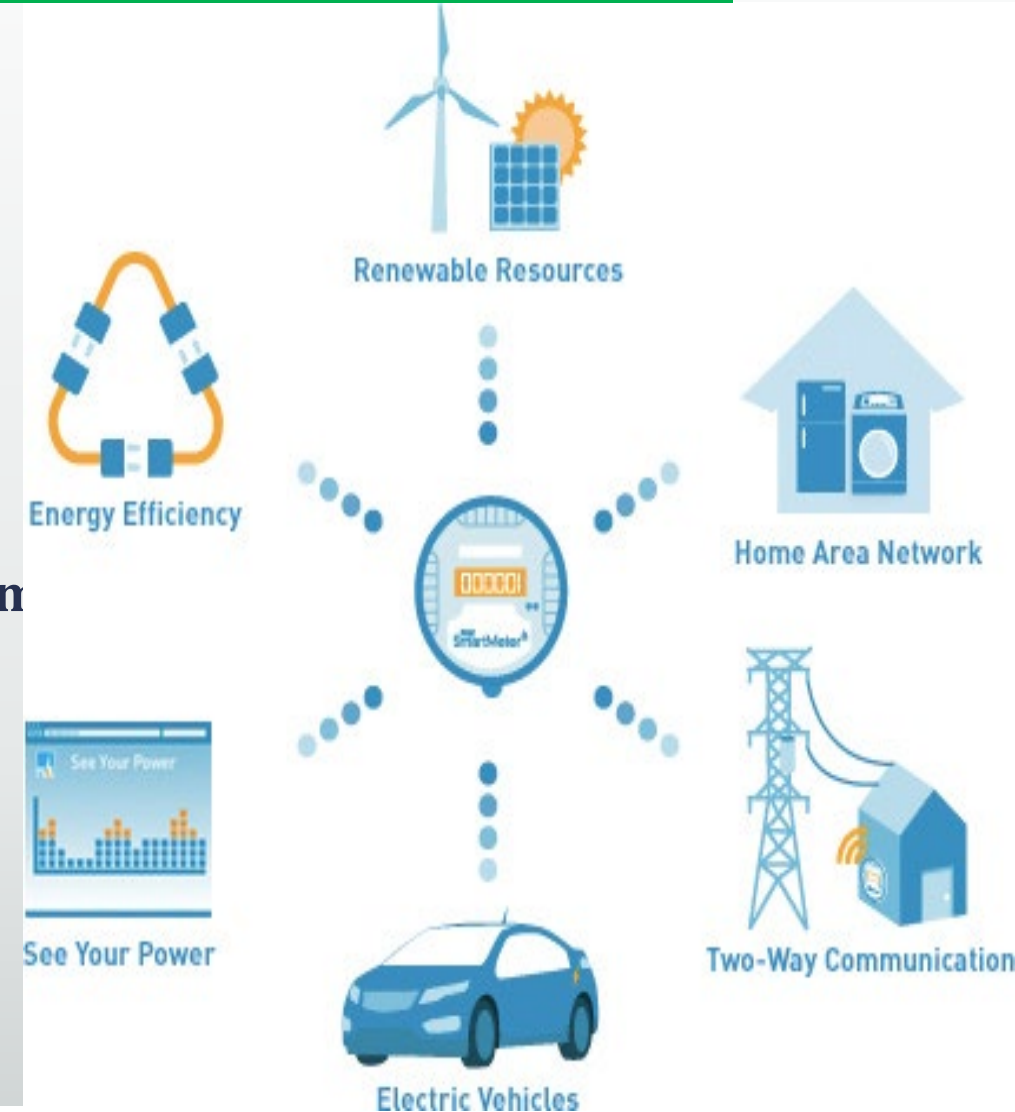 Renewable Resources
Energy Efficiency
Home Area Network
000001
SmartMeter
See Your Power
See Your Power
Two-Way Communication
Electric Vehicles